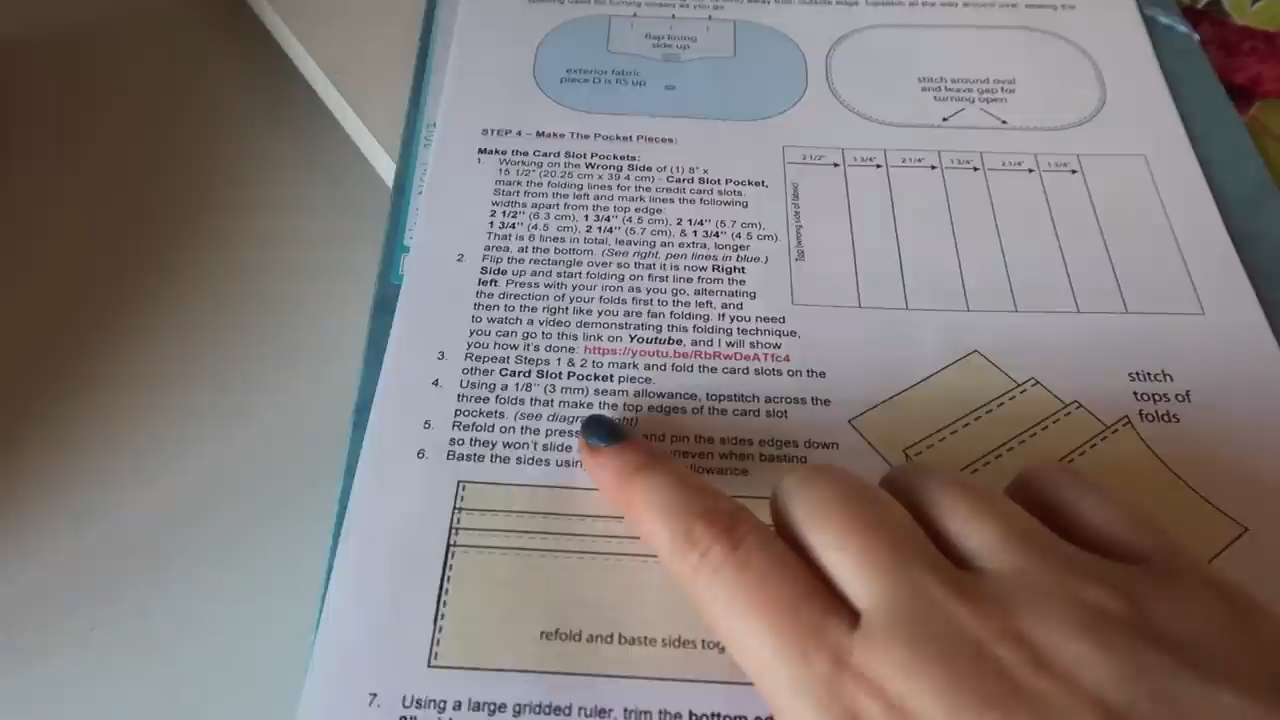 flap lining
side up
exterior fabric
piece D is RS up
stitch around oval
and leave gap for
turning open
STEP 4 – Make The Pocket Pieces:
Make the Card Slot Pockets:
1. Working on the Wrong Side of (1) 8" x
15 1/2" (20.25 cm x 39.4 cm) - Card Slot Pocket,
mark the folding lines for the credit card slots.
Start from the left and mark lines the following
widths apart from the top edge:
2 1/2" (6.3 cm), 1 3/4" (4.5 cm), 2 1/4" (5.7 cm),
1 3/4" (4.5 cm), 2 1/4" (5.7 cm), & 1 3/4" (4.5 cm).
That is 6 lines in total, leaving an extra, longer
area, at the bottom. (See right, pen lines in blue.)
2. Flip the rectangle over so that it is now Right
Side up and start folding on first line from the
left. Press with your iron as you go, alternating
the direction of your folds first to the left, and
then to the right like you are fan folding. If you need
to watch a video demonstrating this folding technique,
you can go to this link on Youtube, and I will show
you how it's done: https://youtu.be/RbRwDeATfc4
3. Repeat Steps 1 & 2 to mark and fold the card slots on the
other Card Slot Pocket piece.
4. Using a 1/8" (3 mm) seam allowance, topstitch across the
three folds that make the top edges of the card slot
pockets. (see
5. Refold on the and pin the sides edges down
so they won't slide when basting
6. Baste the sides
2 1/2" 1 3/4" 2 1/4" 1 3/4" 2 1/4" 1 3/4"
Top (wrong side of fabric)
stitch
tops of
folds
refold and baste sides
7. Using a large gridded ruler, trim the bottom